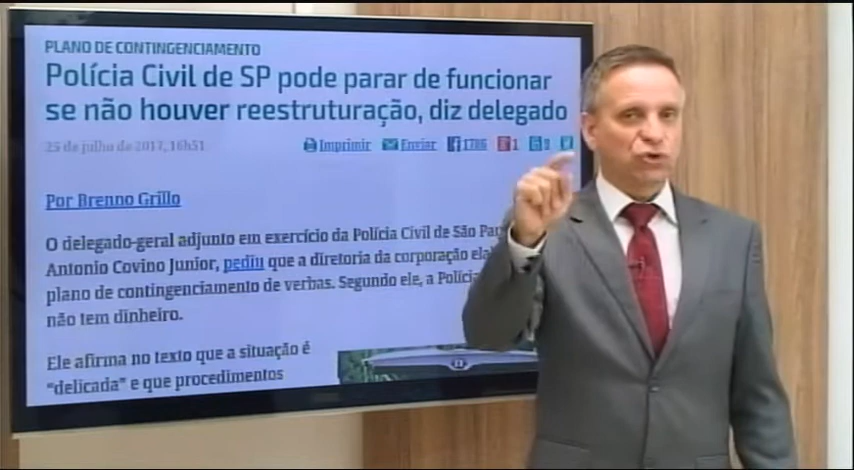 PLANO DE CONTINGENCIAMENTO
Polícia Civil de SP pode parar de funcionar
se não houver reestruturação, diz delegado
25 de julho de 2017, 16h51
Imprimir Enviar 1786 1 0
Por Brenno Grillo
O delegado-geral adjunto em exercício da Polícia Civil de São
Antonio Covino Junior, pediu que a diretoria da corporação
plano de contingenciamento de verbas. Segundo ele, a
não tem dinheiro.
Ele afirma no texto que a situação é
"delicada" e que procedimentos